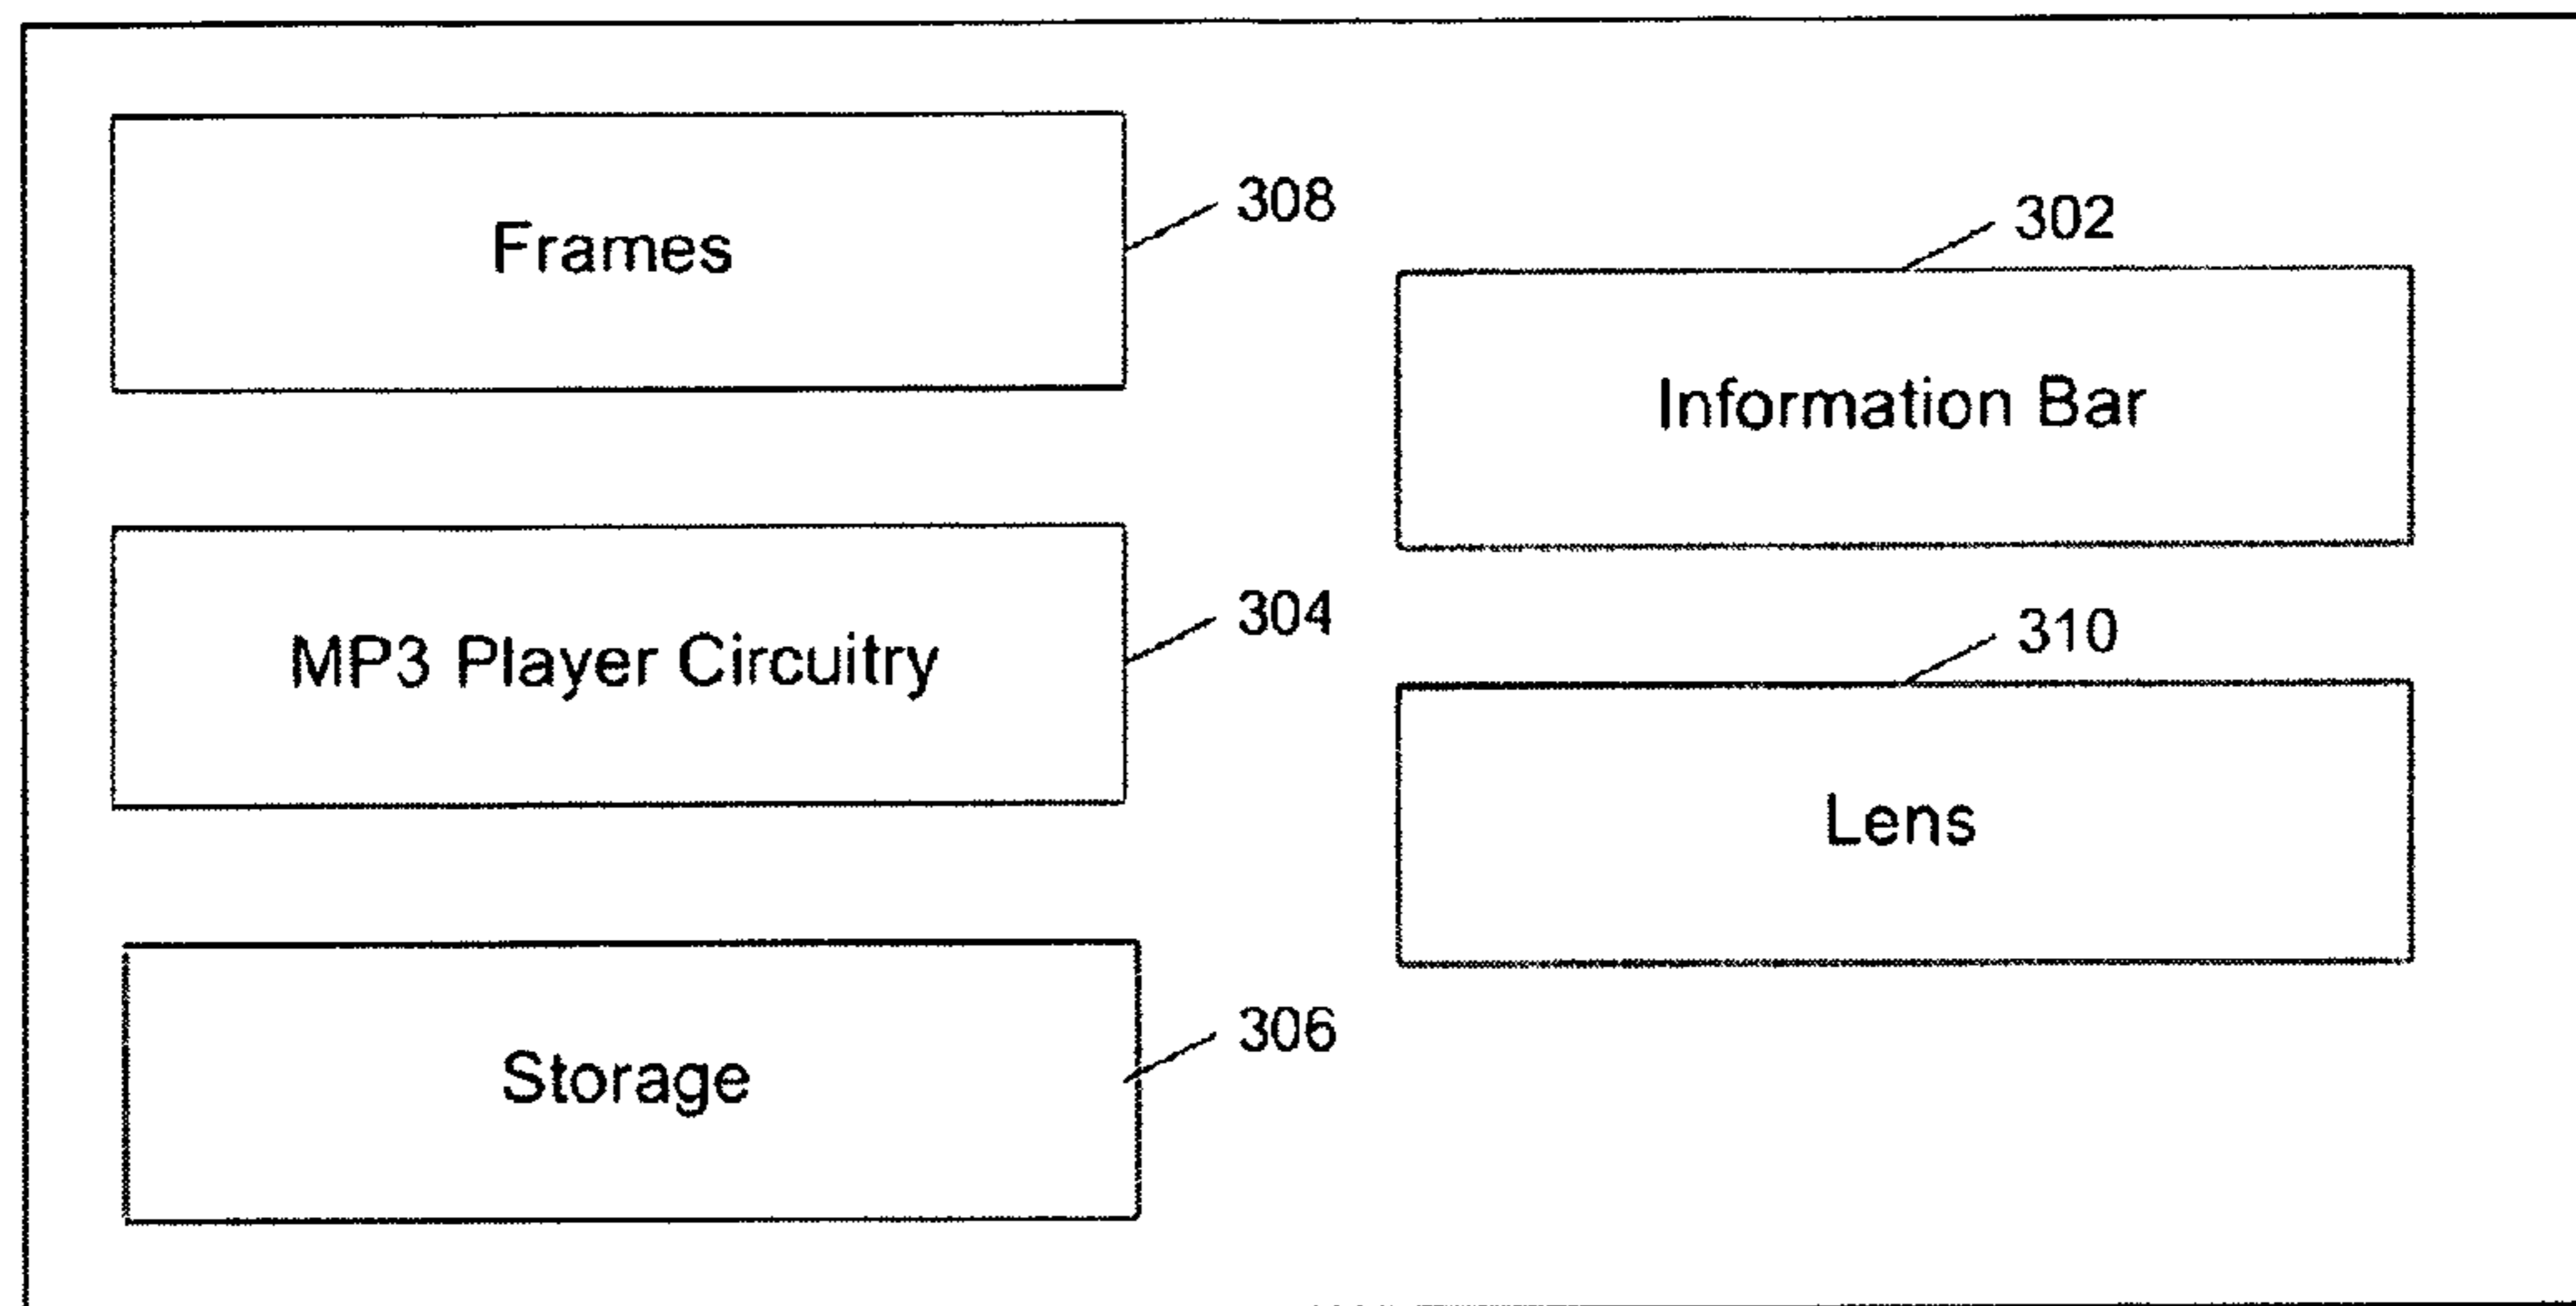 Frames
308
302
Information Bar
MP3 Player Circuitry
304
310
Lens
Storage
306